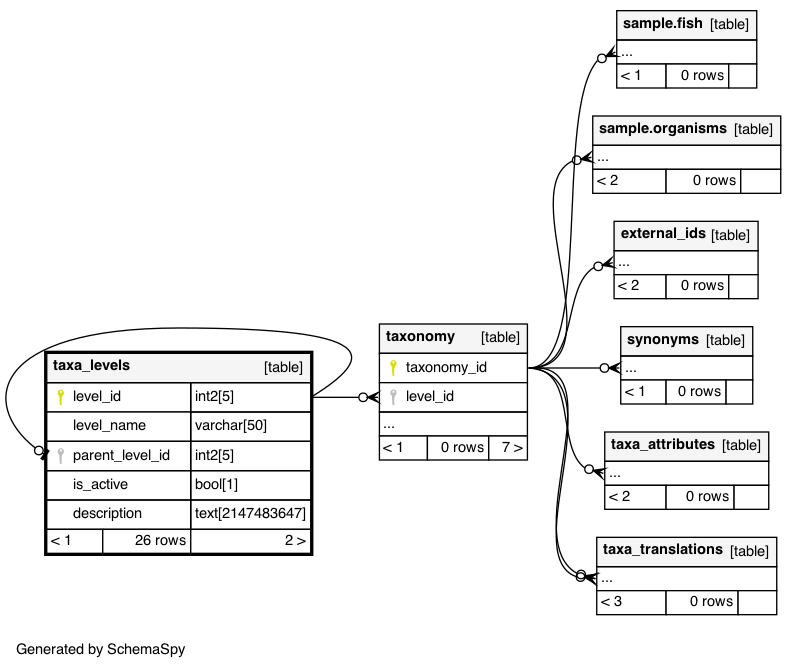 sample.fish [table]
...
< 1 0 rows
sample.organisms [table]
...
< 2 0 rows
external_ids [table]
...
< 2 0 rows
taxonomy [table]
taxonomy_id
level_id
...
< 1 0 rows 7 >
synonyms [table]
...
< 1 0 rows
taxa_levels [table]
level_id int2[5]
level_name varchar[50]
parent_level_id int2[5]
is_active bool[1]
description text[2147483647]
< 1 26 rows 2 >
taxa_attributes [table]
...
< 2 0 rows
taxa_translations [table]
...
< 3 0 rows
Generated by SchemaSpy